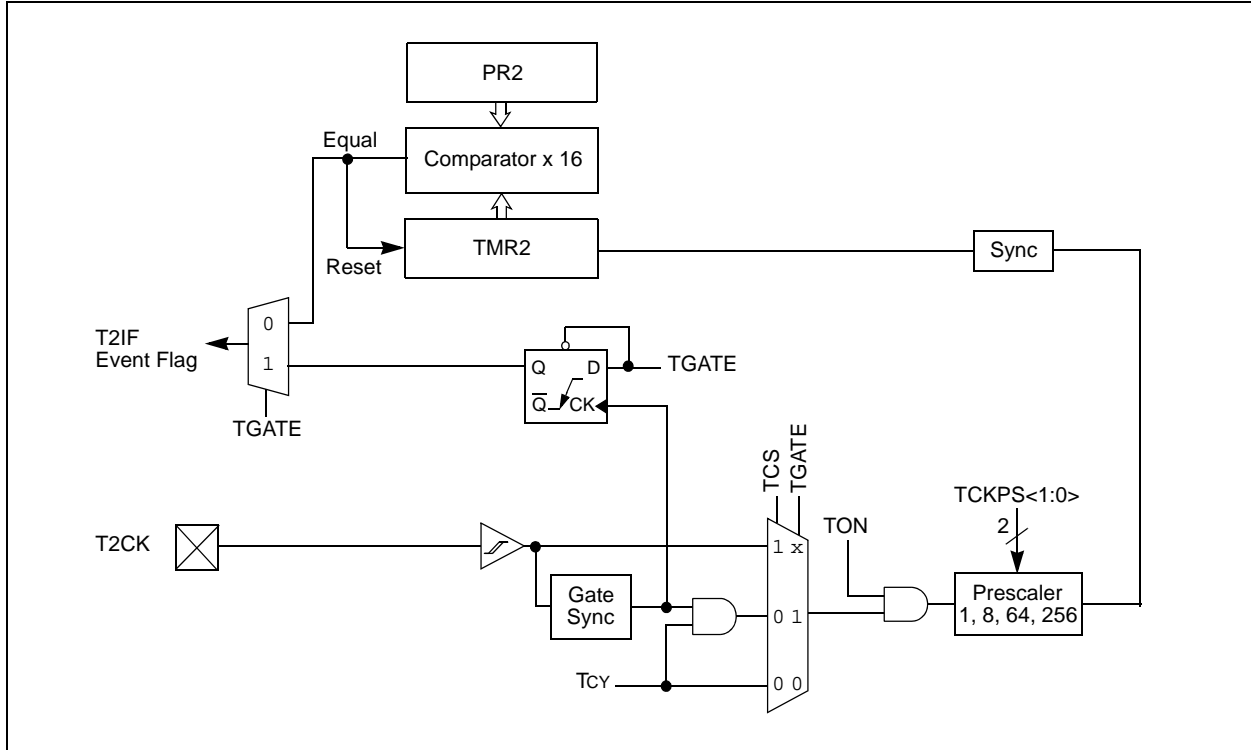 PR2
Equal
Comparator x 16
Reset
TMR2
Sync
T2IF
Event Flag
0
1
TGATE
Q
D
Q̅
CK
TGATE
TCS
TGATE
TCKPS<1:0>
2
T2CK
1 x
TON
Gate
Sync
0 1
Prescaler
1, 8, 64, 256
TCY
0 0